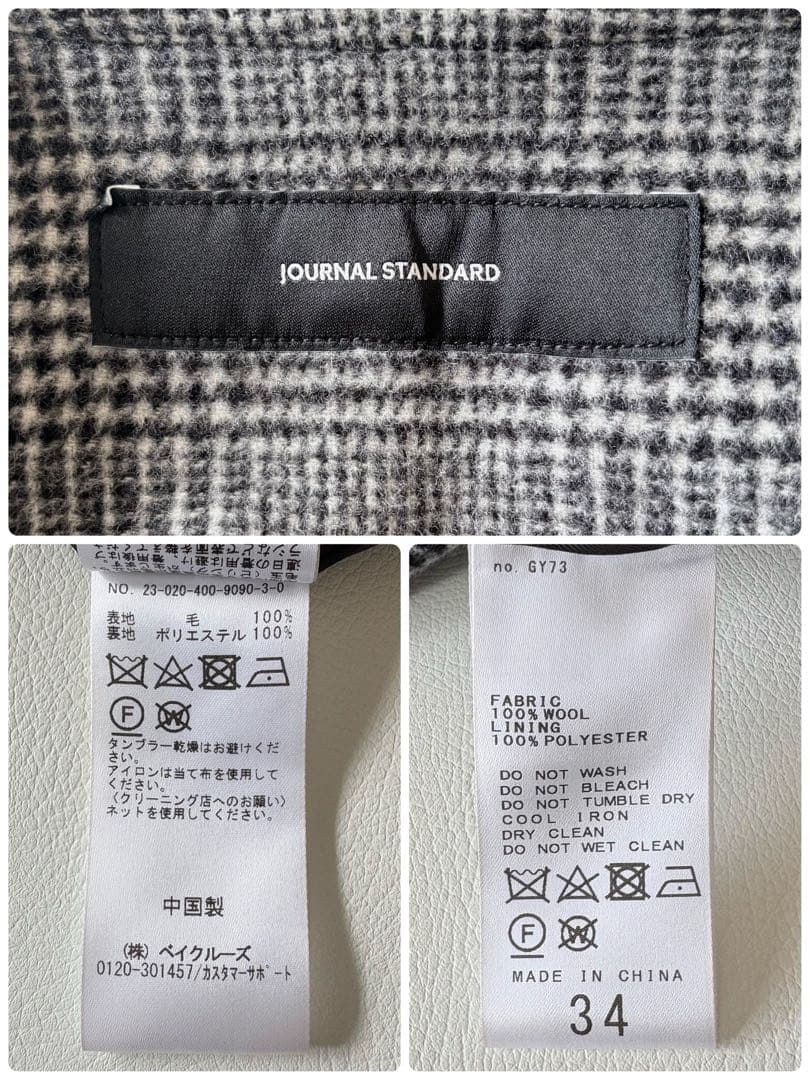 JOURNAL STANDARD
NO. 23-020-400-9090-3-0
表地 毛 100%
裏地 ポリエステル 100%
F W
タンブラー乾燥はお避けくだ
さい。
アイロンは当て布を使用して
ください。
〈クリーニング店へのお願い〉
ネットを使用してください。
中国製
(株) ベイクルーズ
0120-301457/カスタマーサポート
no. GY73
FABRIC
100% WOOL
LINING
100% POLYESTER
DO NOT WASH
DO NOT BLEACH
DO NOT TUMBLE DRY
COOL IRON
DRY CLEAN
DO NOT WET CLEAN
F W
MADE IN CHINA
34